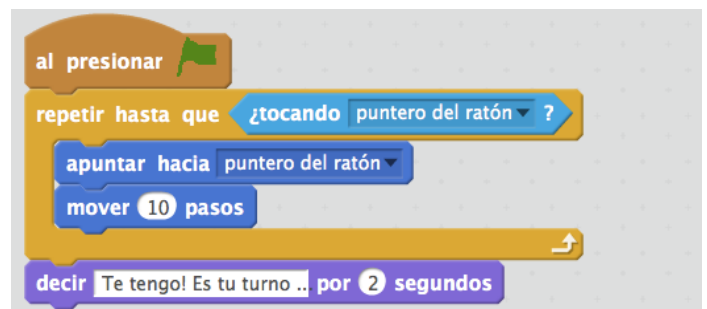 al presionar
repetir hasta que ¿tocando puntero del ratón ?
apuntar hacia puntero del ratón
mover 10 pasos
decir Te tengo! Es tu turno ... por 2 segundos